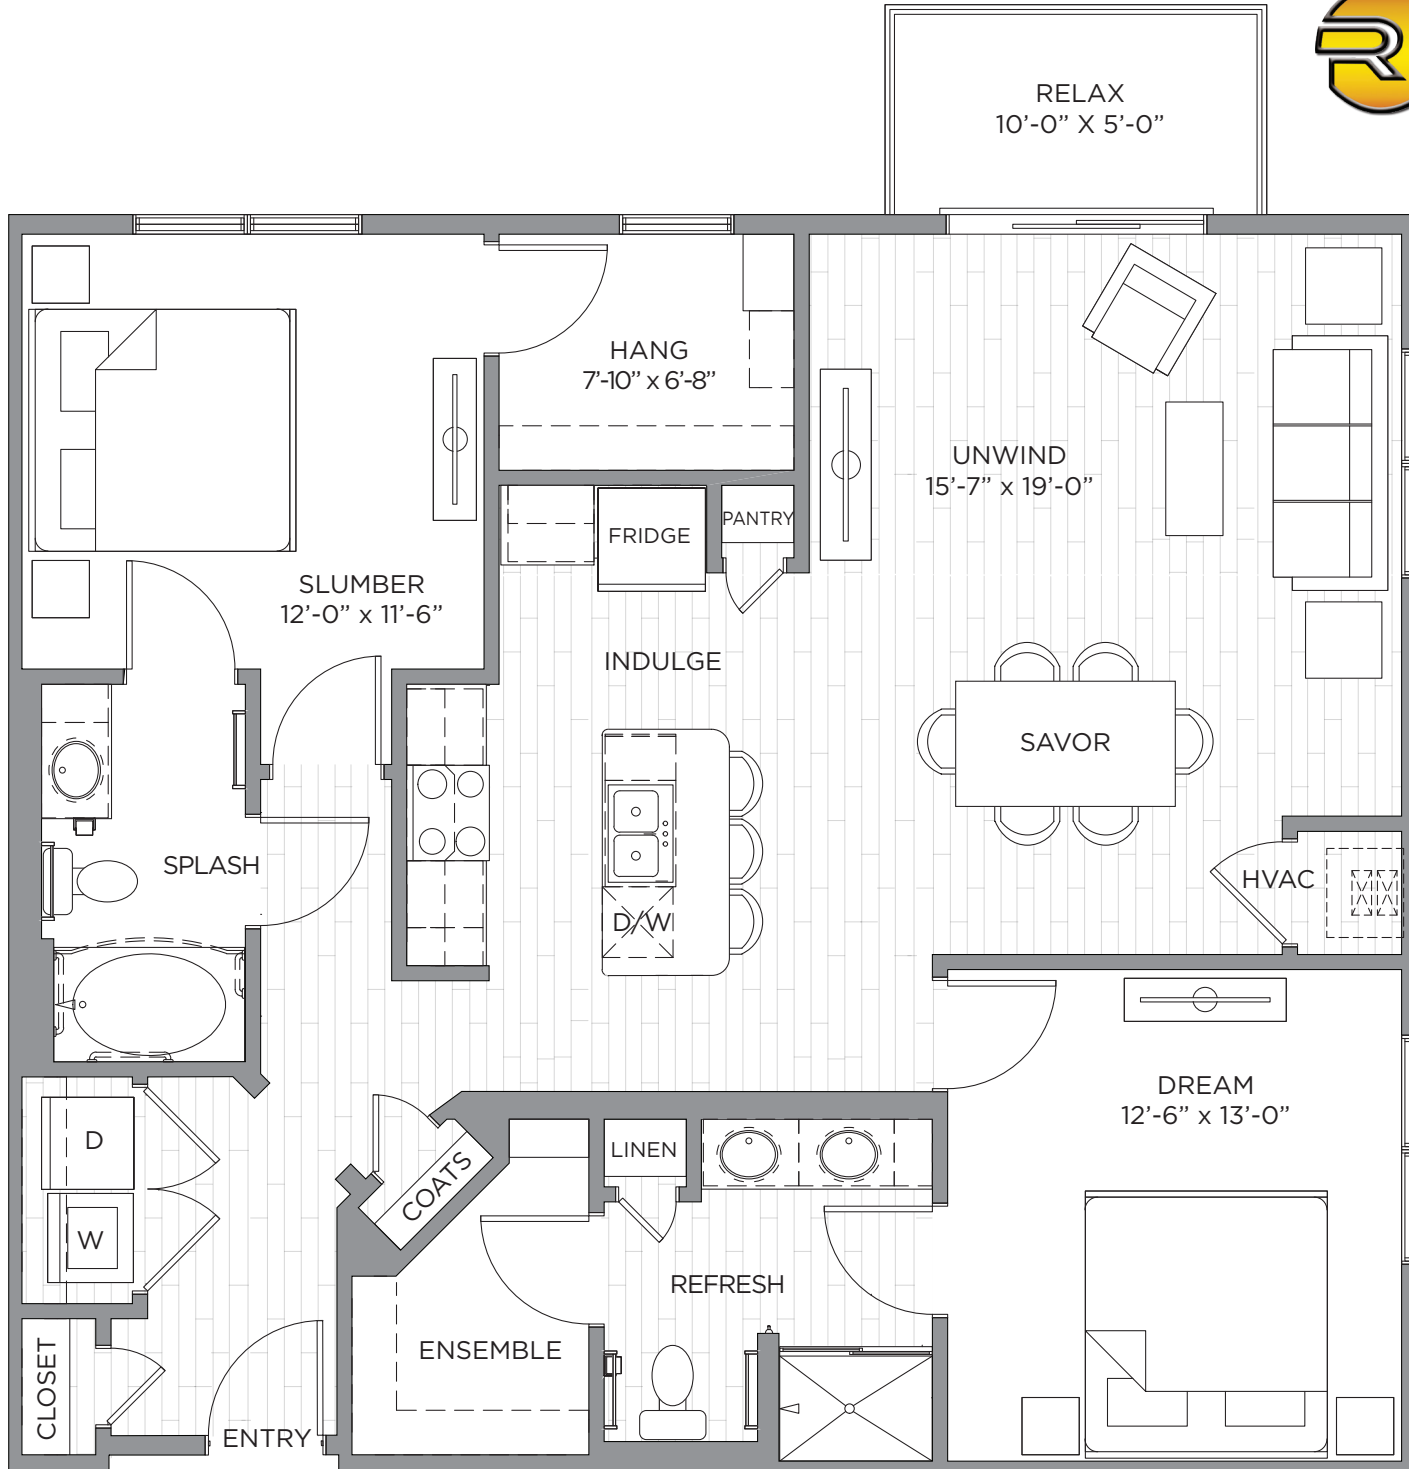 RELAX
10’-0” X 5’-0”
R
HANG
7’-10” x 6’-8”
UNWIND
15’-7” x 19’-0”
FRIDGE
PANTRY
SLUMBER
12’-0” x 11’-6”
INDULGE
SAVOR
SPLASH
HVAC
D/W
DREAM
12’-6” x 13’-0”
D
LINEN
COATS
W
REFRESH
ENSEMBLE
CLOSET
ENTRY